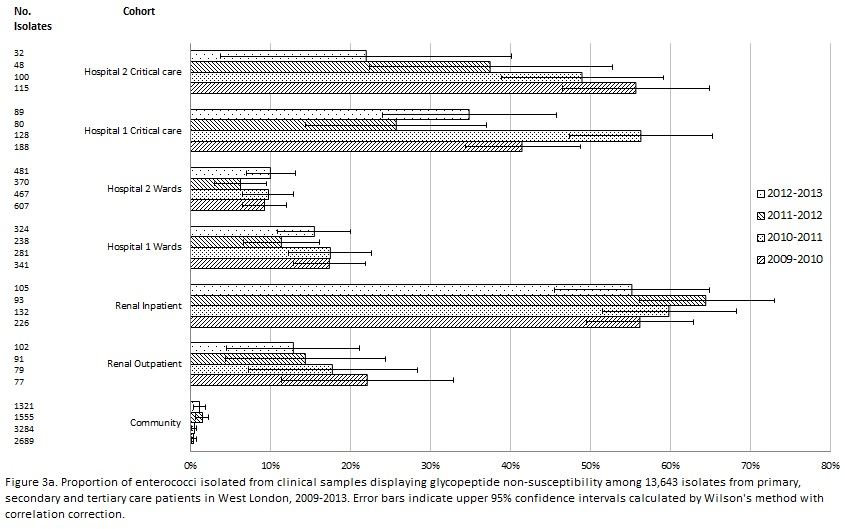 No. Isolates
Cohort
32
48
100
115
Hospital 2 Critical care
89
80
128
188
Hospital 1 Critical care
481
370
467
607
Hospital 2 Wards
324
238
281
341
Hospital 1 Wards
105
93
132
226
Renal Inpatient
102
91
79
77
Renal Outpatient
1321
1555
3284
2689
Community
2012-2013
2011-2012
2010-2011
2009-2010
0% 10% 20% 30% 40% 50% 60% 70% 80%
Figure 3a. Proportion of enterococci isolated from clinical samples displaying glycopeptide non-susceptibility among 13,643 isolates from primary,
secondary and tertiary care patients in West London, 2009-2013. Error bars indicate upper 95% confidence intervals calculated by Wilson's method with
correlation correction.